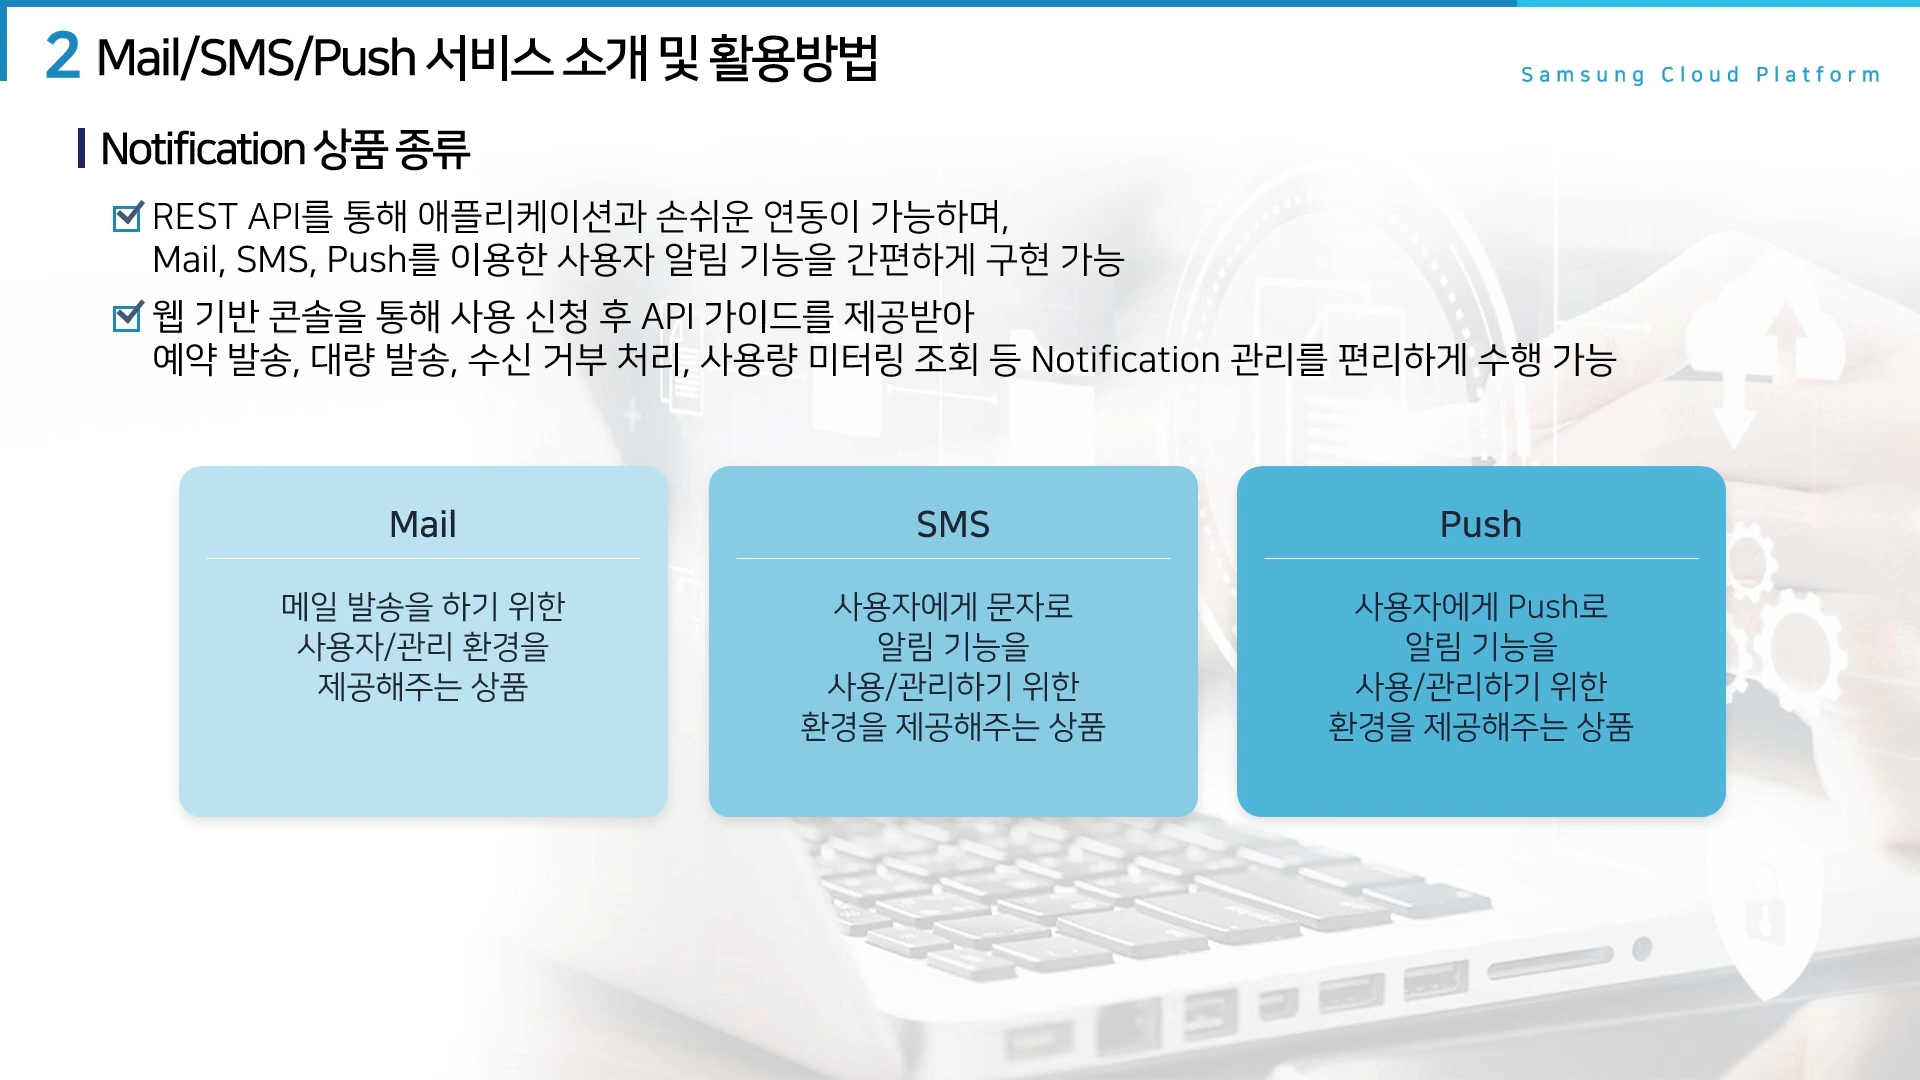 2 Mail/SMS/Push 서비스 소개 및 활용방법
Samsung Cloud Platform
Notification 상품 종류
REST API를 통해 애플리케이션과 손쉬운 연동이 가능하며,
Mail, SMS, Push를 이용한 사용자 알림 기능을 간편하게 구현 가능
웹 기반 콘솔을 통해 사용 신청 후 API 가이드를 제공받아
예약 발송, 대량 발송, 수신 거부 처리, 사용량 미터링 조회 등 Notification 관리를 편리하게 수행 가능
Mail
메일 발송을 하기 위한
사용자/관리 환경을
제공해주는 상품
SMS
사용자에게 문자로
알림 기능을
사용/관리하기 위한
환경을 제공해주는 상품
Push
사용자에게 Push로
알림 기능을
사용/관리하기 위한
환경을 제공해주는 상품